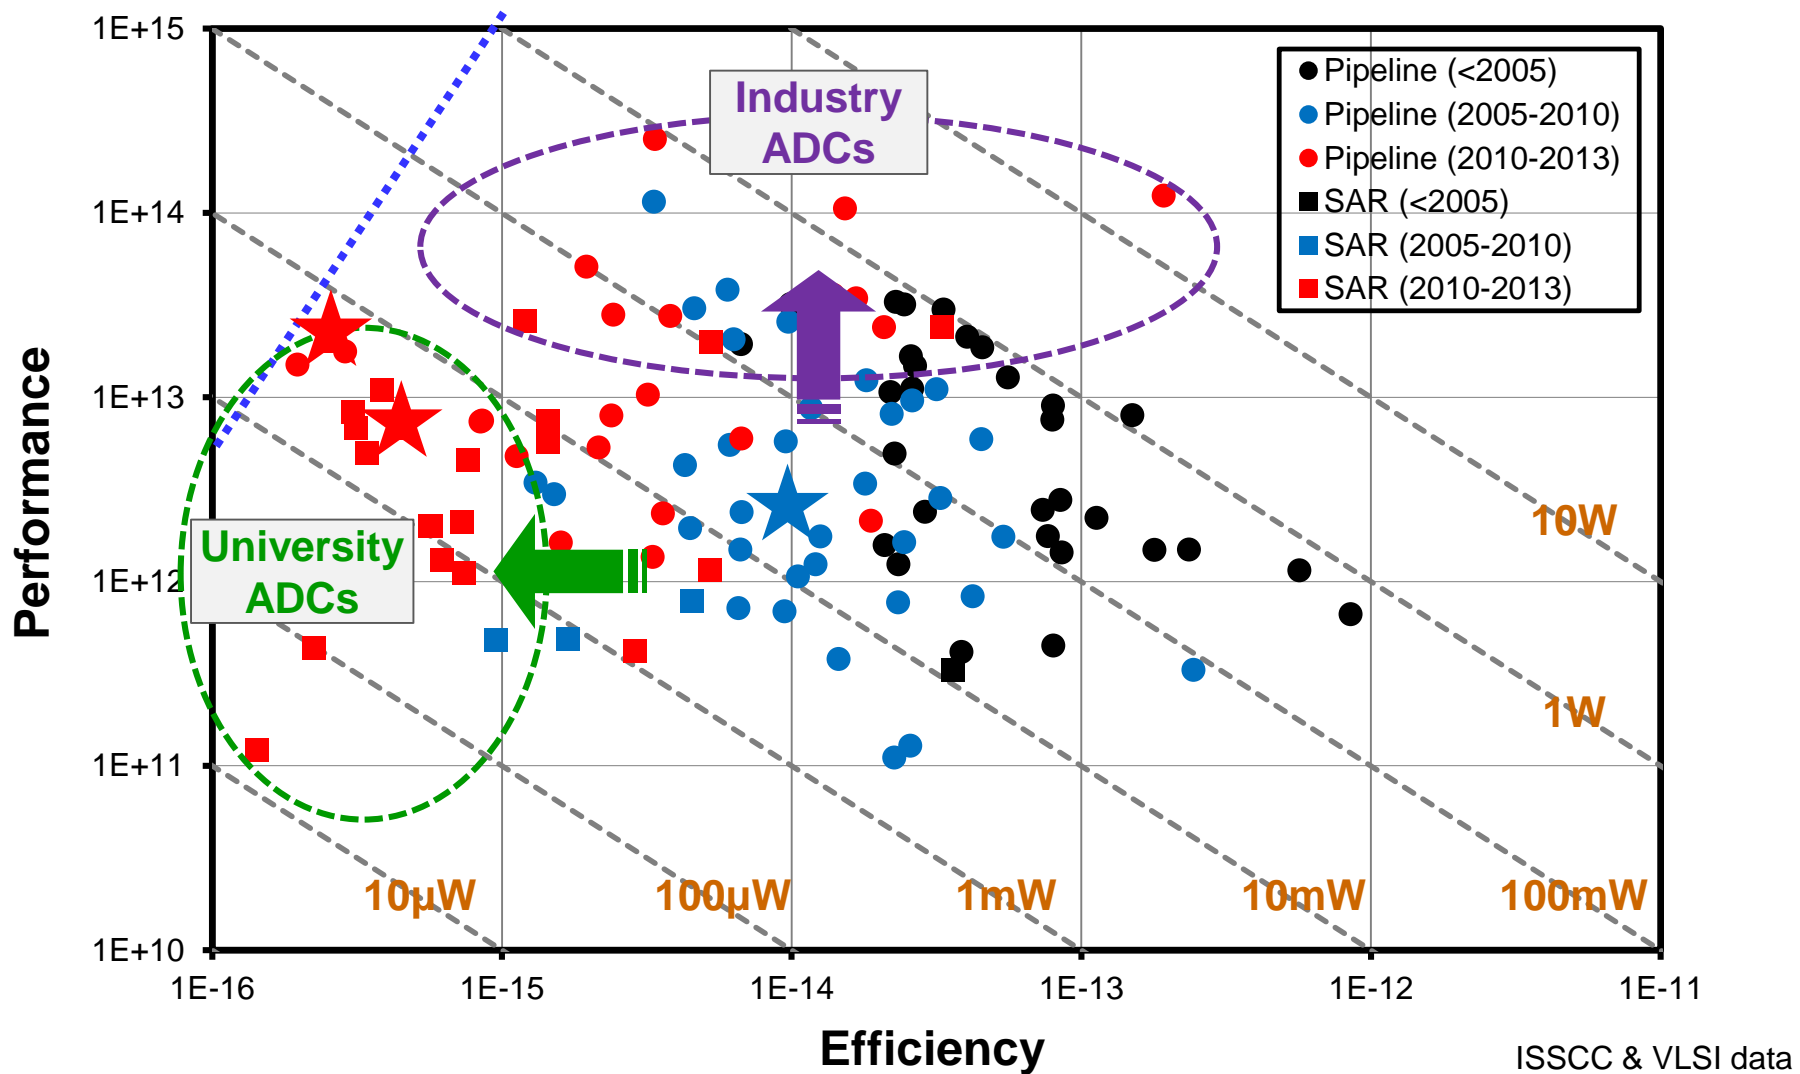 1E+15
1E+14
1E+13
1E+12
1E+11
1E+10
Performance
Industry
ADCs
Pipeline (<2005)
Pipeline (2005-2010)
Pipeline (2010-2013)
SAR (<2005)
SAR (2005-2010)
SAR (2010-2013)
University
ADCs
10W
1W
10µW
100µW
1mW
10mW
100mW
1E-16
1E-15
1E-14
1E-13
1E-12
1E-11
Efficiency
ISSCC & VLSI data